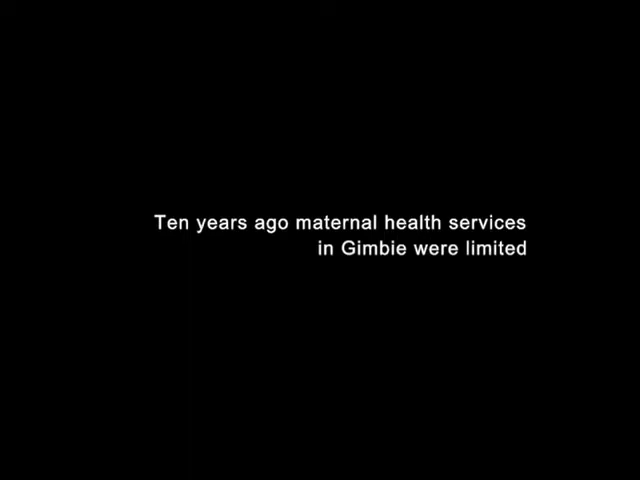 Ten years ago maternal health services
in Gimbie were limited